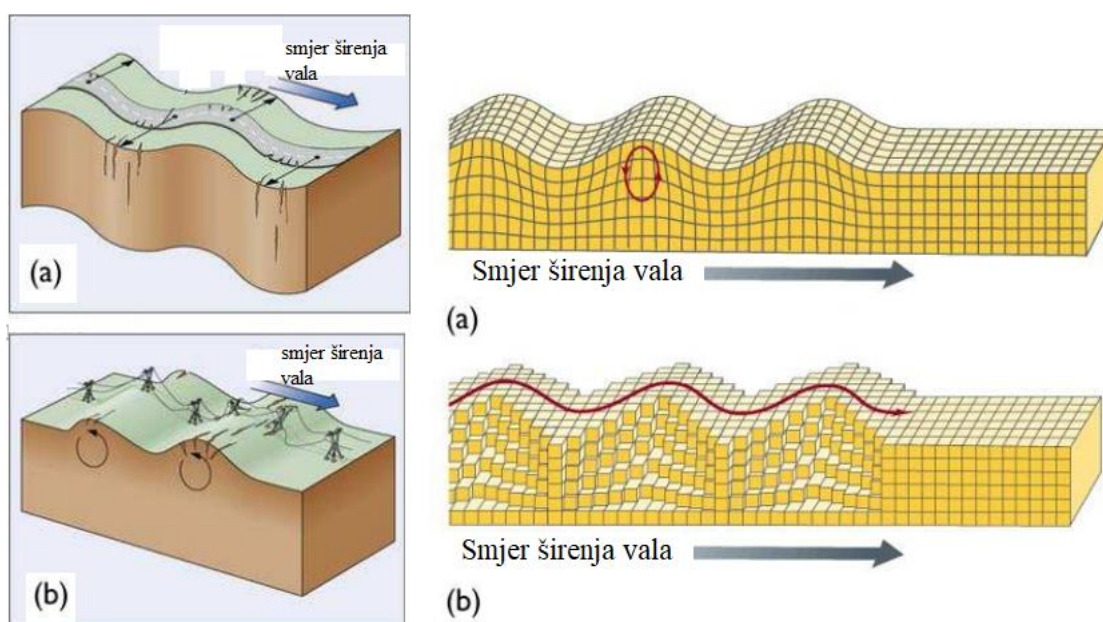 smjer širenja
vala
(a)
smjer širenja
vala
(b)
Smjer širenja vala
(a)
Smjer širenja vala
(b)